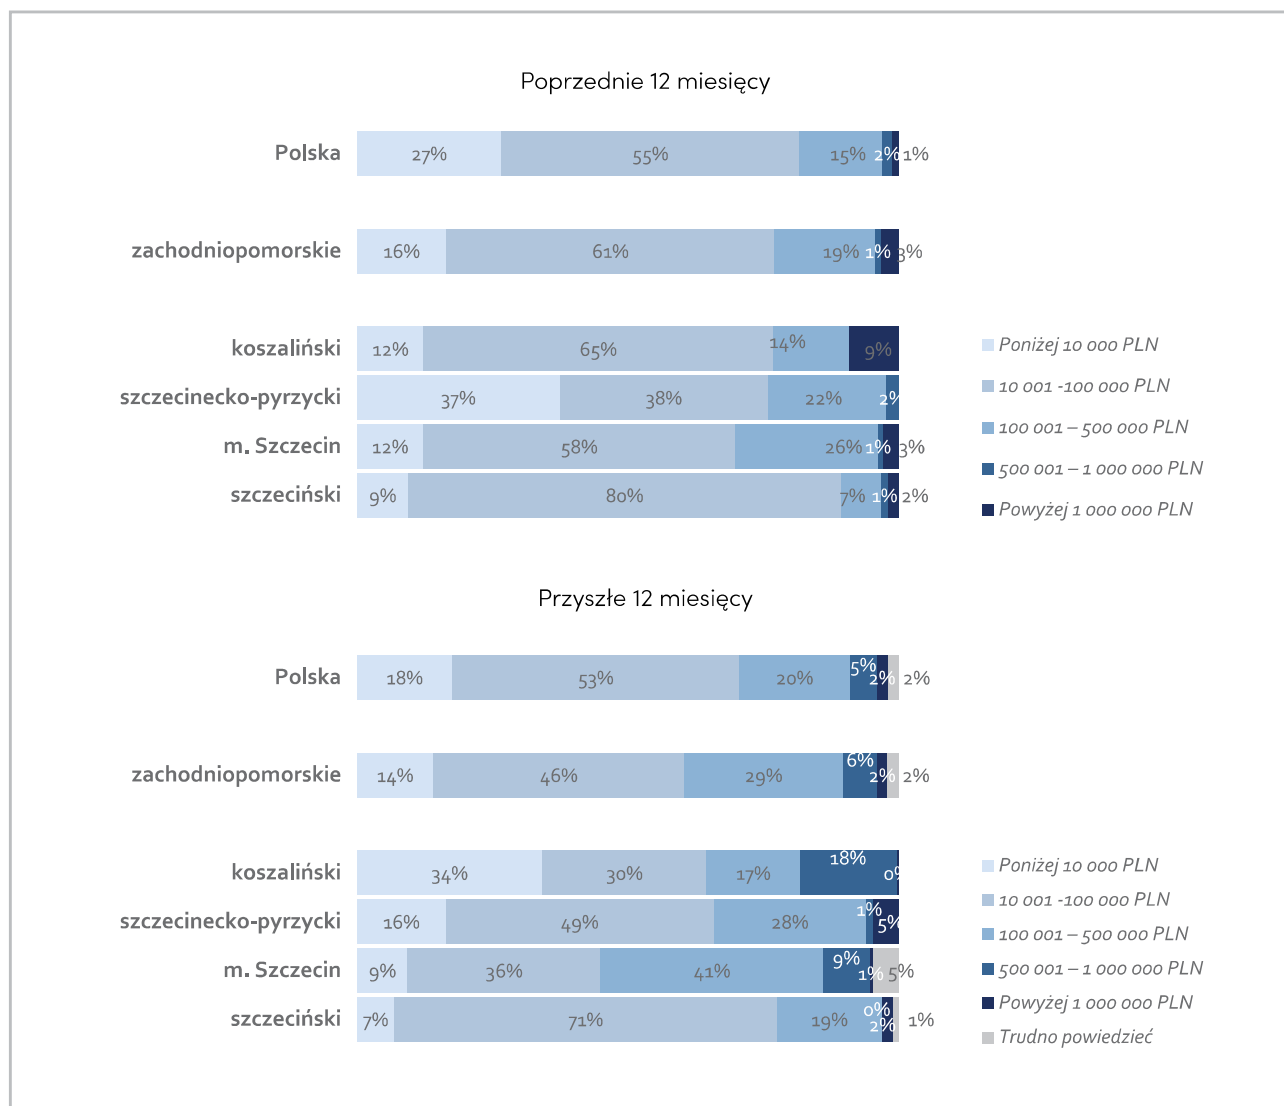 Poprzednie 12 miesięcy
Polska 27% 55% 15% 2% 1%
zachodniopomorskie 16% 61% 19% 1% 3%
koszaliński 12% 65% 14% 9%
szczecinecko-pyrzycki 37% 38% 22% 2%
m. Szczecin 12% 58% 26% 1% 3%
szczeciński 9% 80% 7% 1% 2%
Poniżej 10 000 PLN
10 001 -100 000 PLN
100 001 – 500 000 PLN
500 001 – 1 000 000 PLN
Powyżej 1 000 000 PLN
Przyszłe 12 miesięcy
Polska 18% 53% 20% 5% 2% 2%
zachodniopomorskie 14% 46% 29% 6% 2% 2%
koszaliński 34% 30% 17% 18% 0%
szczecinecko-pyrzycki 16% 49% 28% 1% 5%
m. Szczecin 9% 36% 41% 9% 1% 5%
szczeciński 7% 71% 19% 0% 2% 1%
Poniżej 10 000 PLN
10 001 -100 000 PLN
100 001 – 500 000 PLN
500 001 – 1 000 000 PLN
Powyżej 1 000 000 PLN
Trudno powiedzieć